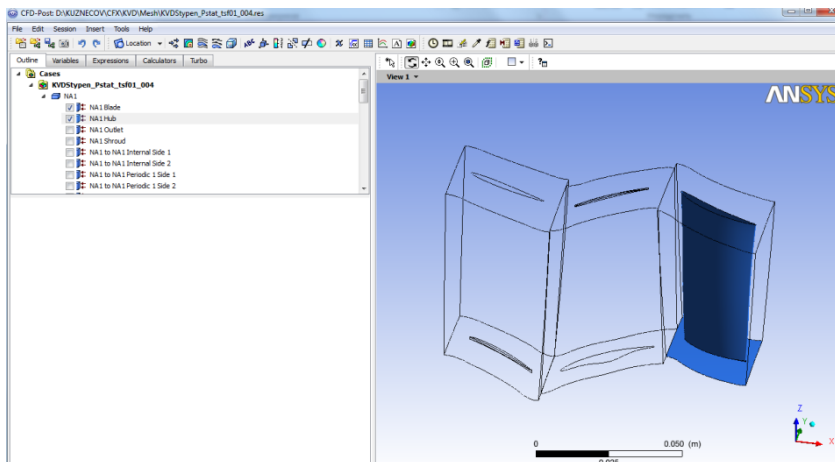 CFD-Post: D:\KUZNECOV\CFX\KVD\Mesh\KVDStypen_Pstat_tsf01_004.res
File Edit Session Insert Tools Help
Location
Outline Variables Expressions Calculators Turbo
Cases
KVDStypen_Pstat_tsf01_004
NA1
NA1 Blade
NA1 Hub
NA1 Outlet
NA1 Shroud
NA1 to NA1 Internal Side 1
NA1 to NA1 Internal Side 2
NA1 to NA1 Periodic 1 Side 1
NA1 to NA1 Periodic 1 Side 2
View 1
ANSYS
Z
Y
X
0 0.050 (m)
0.025